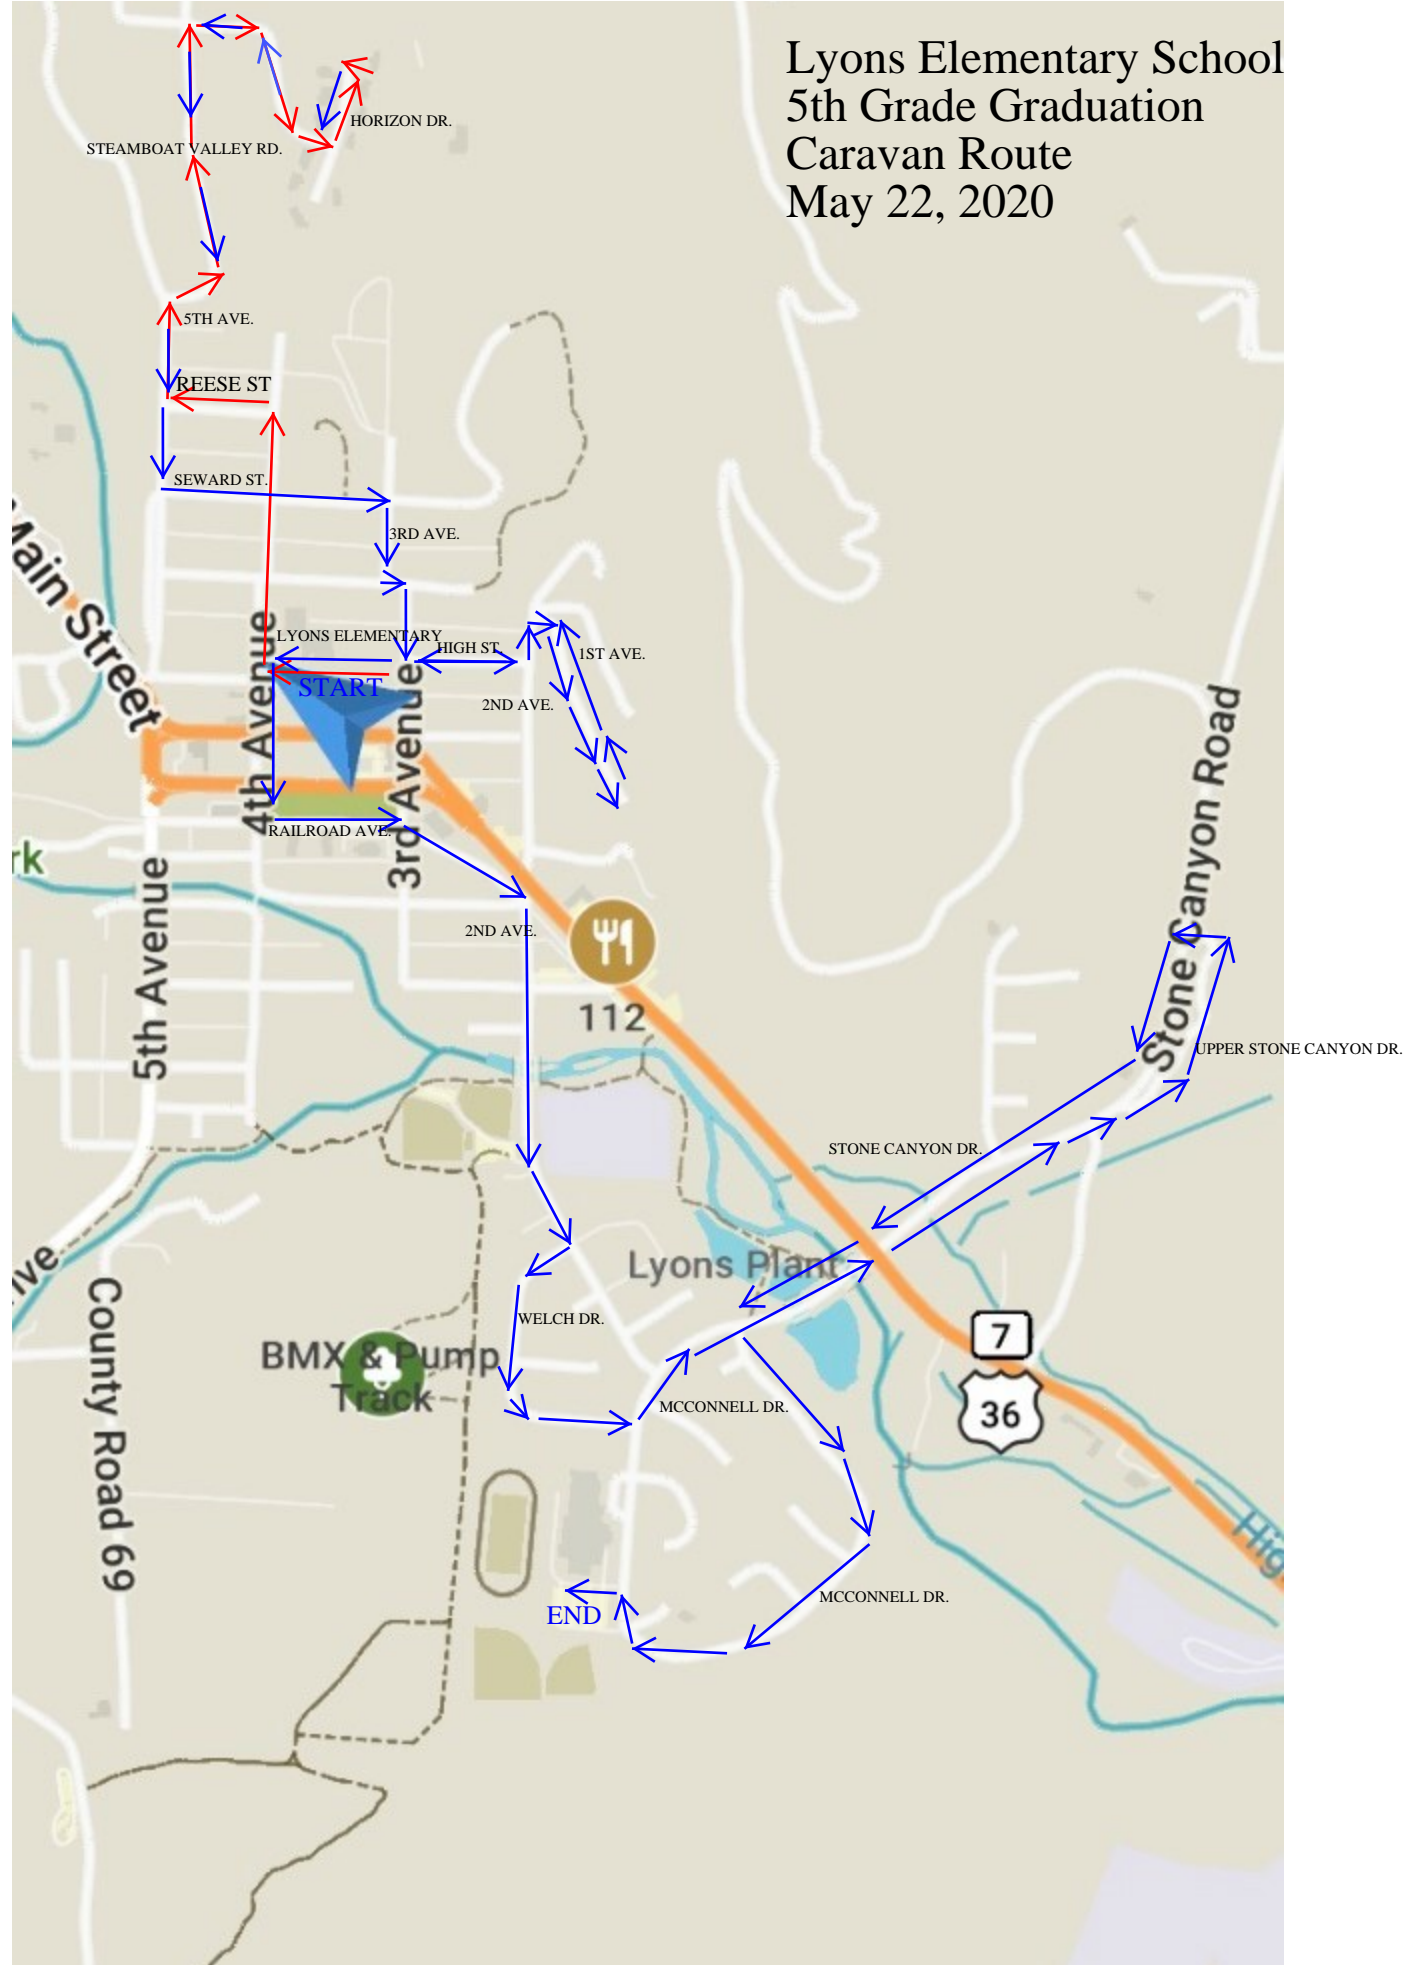 Lyons Elementary School
5th Grade Graduation
Caravan Route
May 22, 2020
HORIZON DR.
STEAMBOAT VALLEY RD.
5TH AVE.
REESE ST
SEWARD ST.
3RD AVE.
Main Street
LYONS ELEMENTARY
HIGH ST.
1ST AVE.
START
2ND AVE.
4th Avenue
3rd Avenue
RAILROAD AVE.
rk
5th Avenue
2ND AVE.
112
Stone Canyon Road
UPPER STONE CANYON DR.
STONE CANYON DR.
ive
Lyons Plant
County Road 69
WELCH DR.
7
BMX & Pump
Track
MCCONNELL DR.
36
Hig
MCCONNELL DR.
END